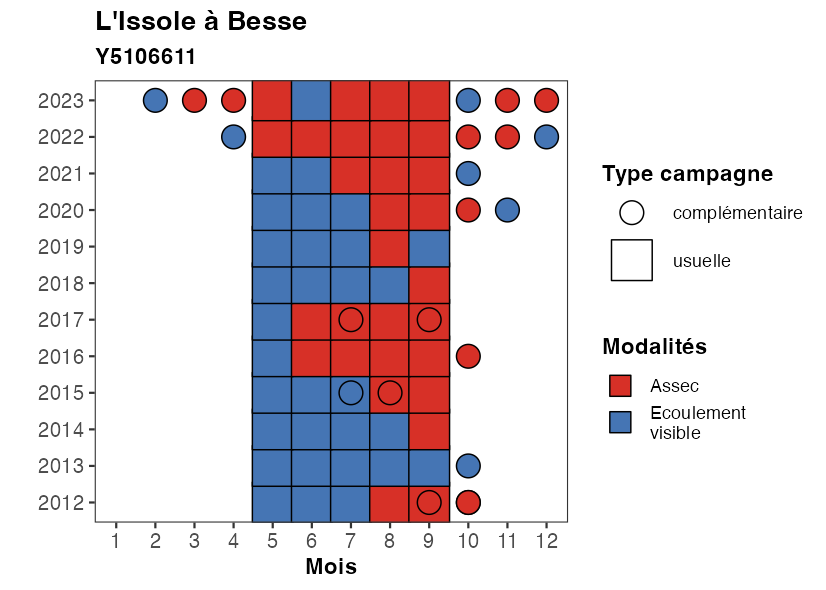 L'Issole à Besse
Y5106611
2023
2022
2021
2020
2019
2018
2017
2016
2015
2014
2013
2012
1 2 3 4 5 6 7 8 9 10 11 12
Mois
Type campagne
complémentaire
usuelle
Modalités
Assec
Ecoulement
visible